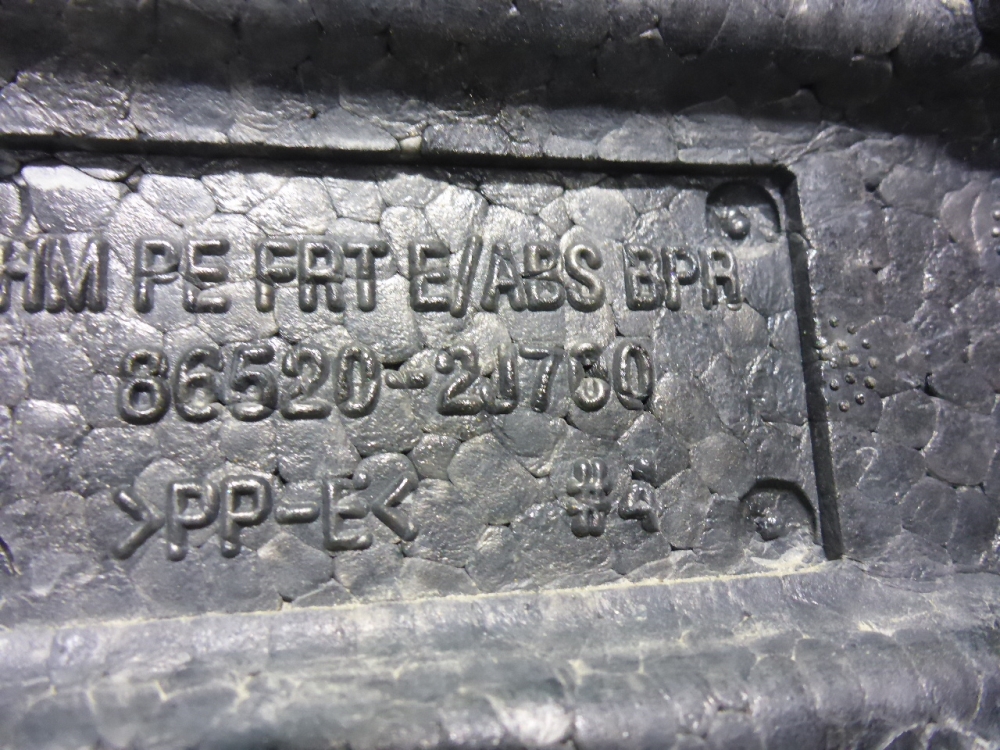 HM PE FRT E/ABS BPR
86520-2J760
>PP-E<
#4